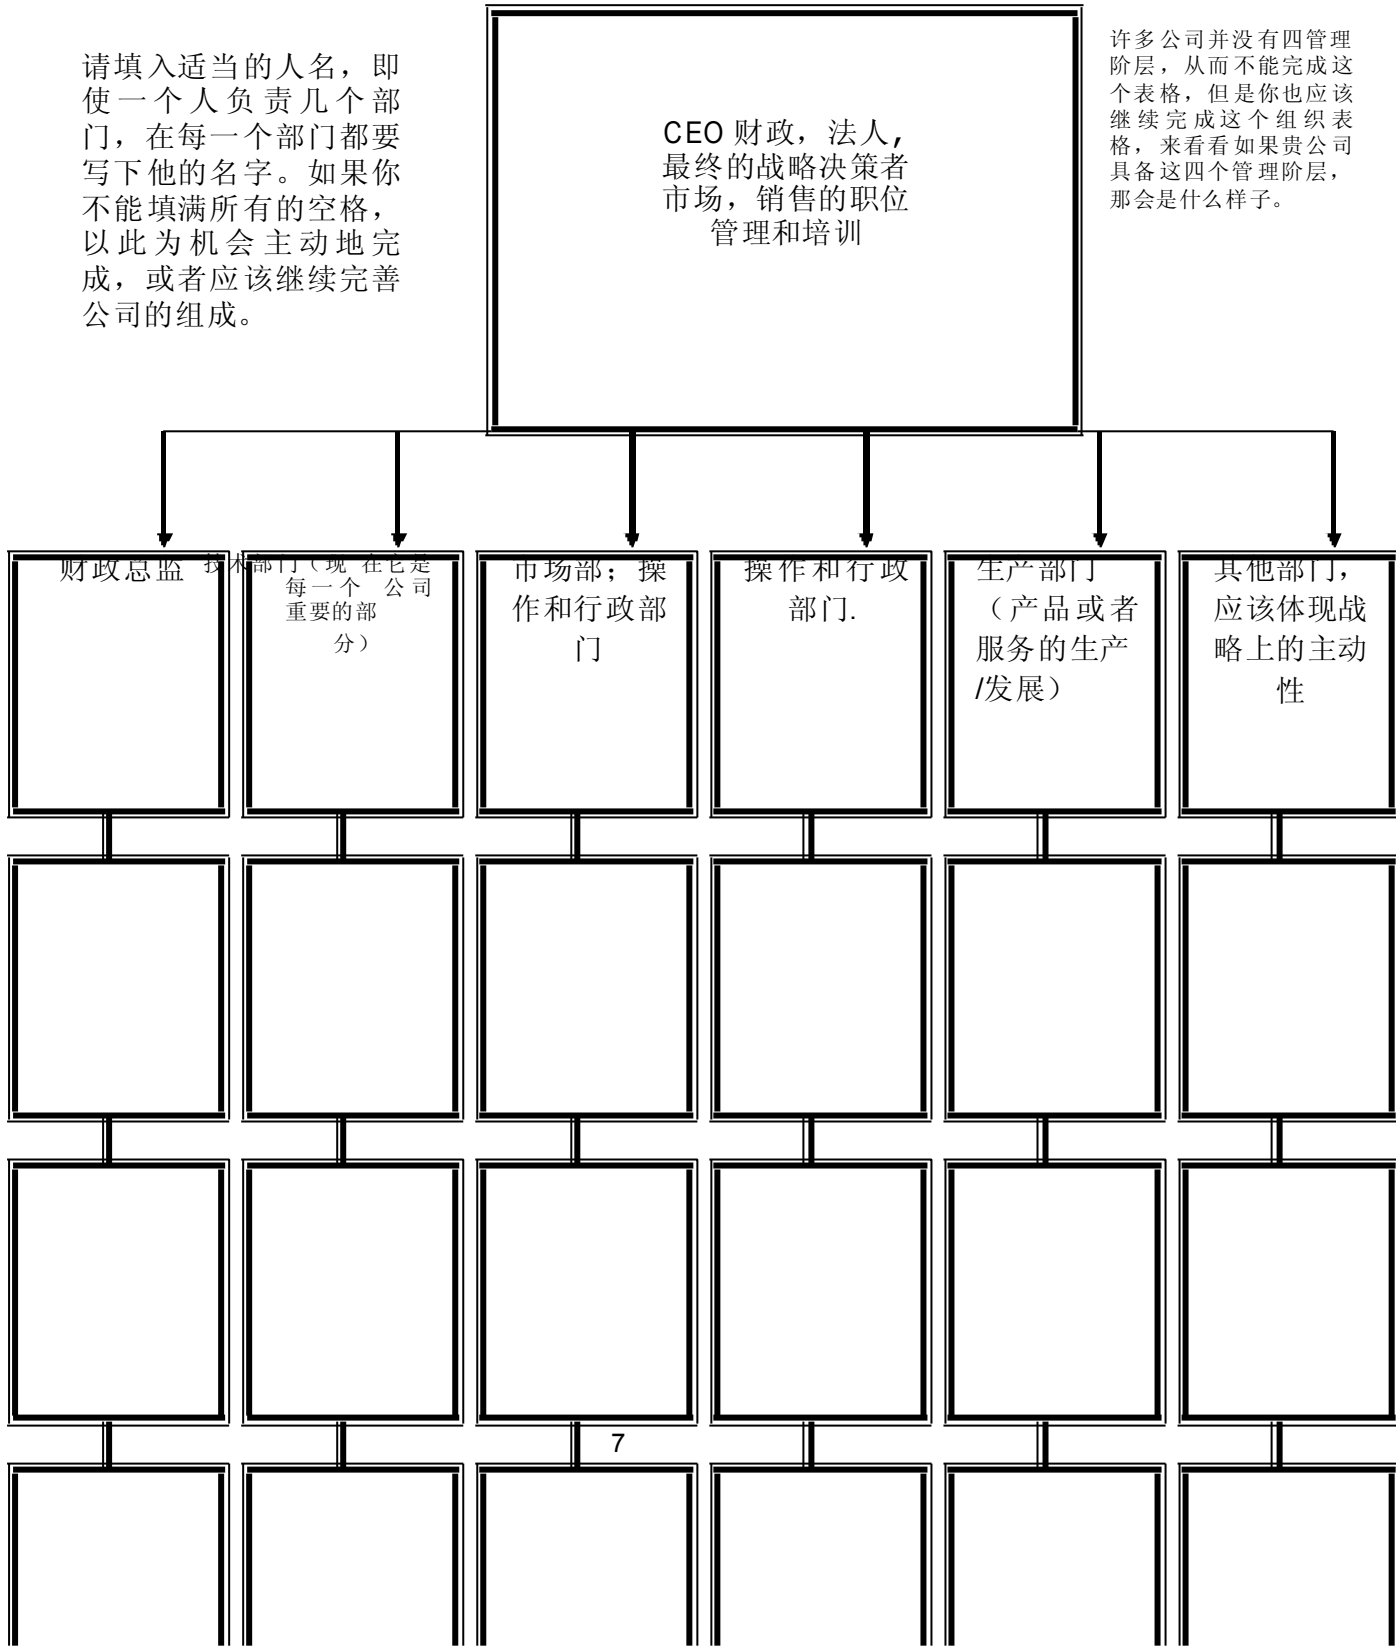 请填入适当的人名，即
使一个人负责几个部
门，在每一个部门都要
写下他的名字。如果你
不能填满所有的空格，
以此为机会主动地完
成，或者应该继续完善
公司的组成。
CEO 财政，法人，
最终的战略决策者
市场，销售的职位
管理和培训
许多公司并没有四管理
阶层，从而不能完成这
个表格，但是你也应该
继续完成这个组织表
格，来看看如果贵公司
具备这四个管理阶层，
那会是什么样子。
财政总监
技术部门（现 在它是
每一个 公司
重要的部
分）
市场部；操
作和行政部
门
操作和行政
部门.
生产部门
（产品或者
服务的生产
/发展）
其他部门，
应该体现战
略上的主动
性
7